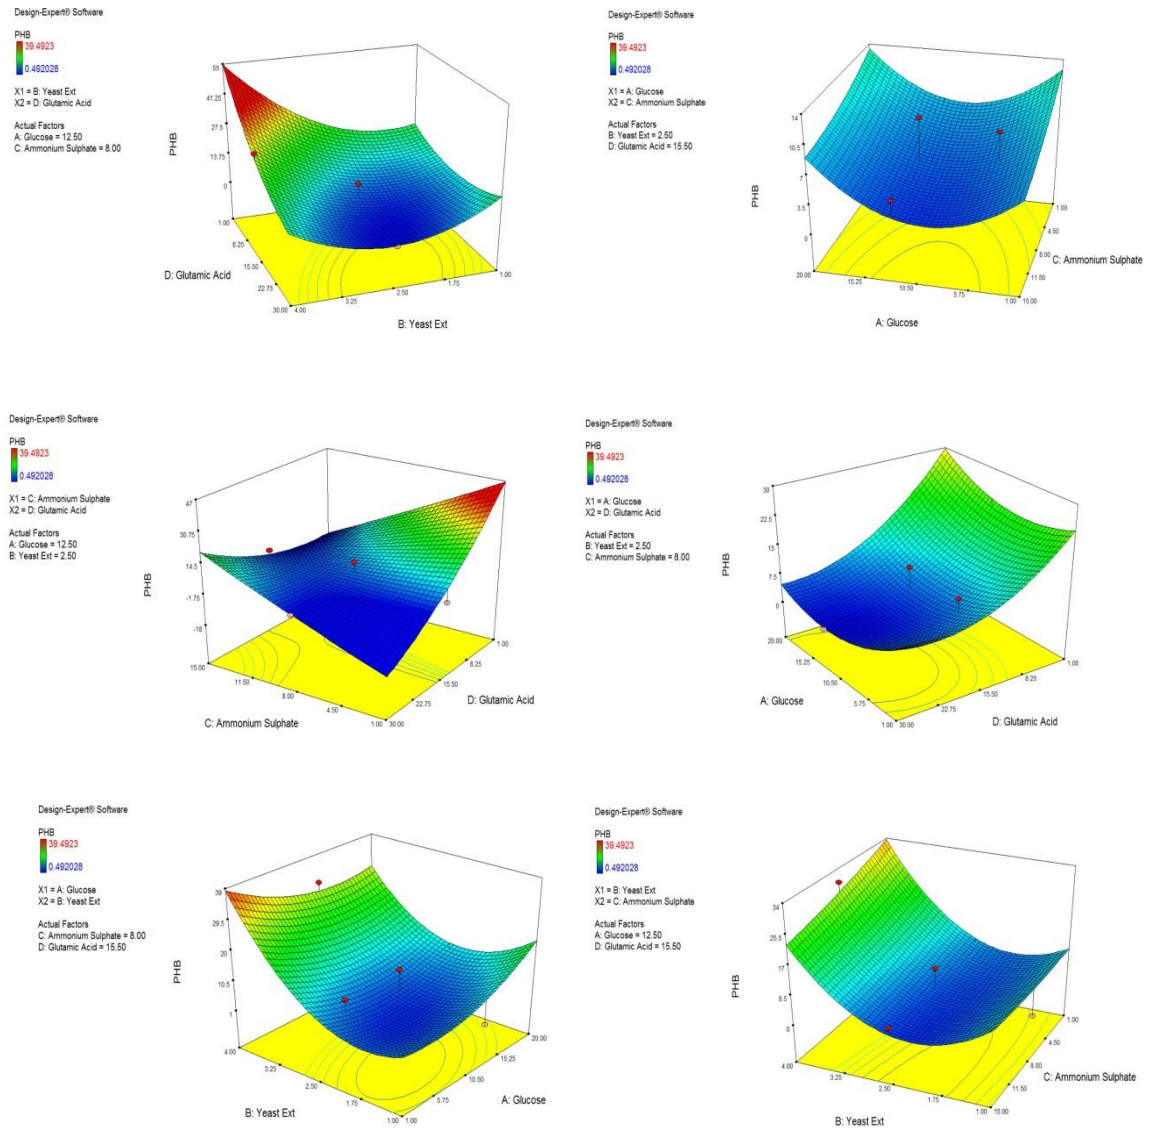 Design-Expert® Software
PHB
39.4923
0.492028
X1 = B: Yeast Ext
X2 = D: Glutamic Acid
Actual Factors
A: Glucose = 12.50
C: Ammonium Sulphate = 8.00
55
41.25
27.5
13.75
0
PHB
1.00
8.25
15.50
22.75
30.00
D: Glutamic Acid
4.00
3.25
2.50
1.75
1.00
B: Yeast Ext
Design-Expert® Software
PHB
39.4923
0.492028
X1 = A: Glucose
X2 = C: Ammonium Sulphate
Actual Factors
B: Yeast Ext = 2.50
D: Glutamic Acid = 15.50
14
10.5
7
3.5
0
PHB
20.00
15.25
10.50
5.75
1.00
A: Glucose
1.00
4.50
8.00
11.50
15.00
C: Ammonium Sulphate
Design-Expert® Software
PHB
39.4923
0.492028
X1 = C: Ammonium Sulphate
X2 = D: Glutamic Acid
Actual Factors
A: Glucose = 12.50
B: Yeast Ext = 2.50
47
30.75
14.5
-1.75
-18
PHB
15.00
11.50
8.00
4.50
1.00
C: Ammonium Sulphate
1.00
8.25
15.50
22.75
30.00
D: Glutamic Acid
Design-Expert® Software
PHB
39.4923
0.492028
X1 = A: Glucose
X2 = D: Glutamic Acid
Actual Factors
B: Yeast Ext = 2.50
C: Ammonium Sulphate = 8.00
30
22.5
15
7.5
0
PHB
20.00
15.25
10.50
5.75
1.00
A: Glucose
1.00
8.25
15.50
22.75
30.00
D: Glutamic Acid
Design-Expert® Software
PHB
39.4923
0.492028
X1 = A: Glucose
X2 = B: Yeast Ext
Actual Factors
C: Ammonium Sulphate = 8.00
D: Glutamic Acid = 15.50
39
29.5
20
10.5
1
PHB
4.00
3.25
2.50
1.75
1.00
B: Yeast Ext
20.00
15.25
10.50
5.75
1.00
A: Glucose
Design-Expert® Software
PHB
39.4923
0.492028
X1 = B: Yeast Ext
X2 = C: Ammonium Sulphate
Actual Factors
A: Glucose = 12.50
D: Glutamic Acid = 15.50
34
25.5
17
8.5
0
PHB
4.00
3.25
2.50
1.75
1.00
B: Yeast Ext
1.00
4.50
8.00
11.50
15.00
C: Ammonium Sulphate